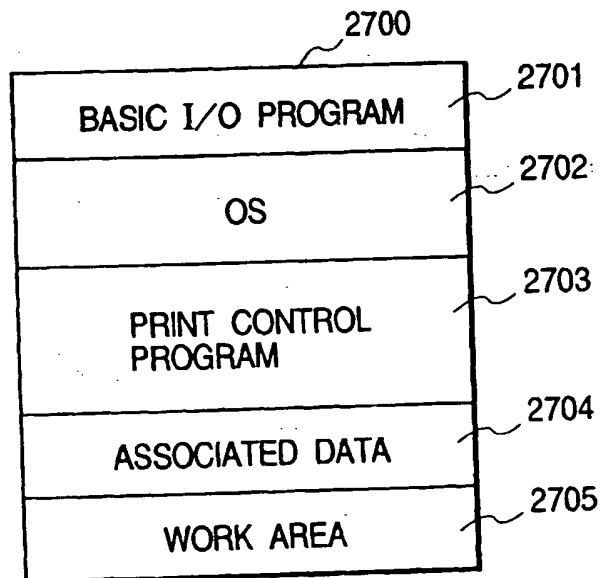 2700
BASIC I/O PROGRAM
2701
OS
2702
PRINT CONTROL
PROGRAM
2703
ASSOCIATED DATA
2704
WORK AREA
2705